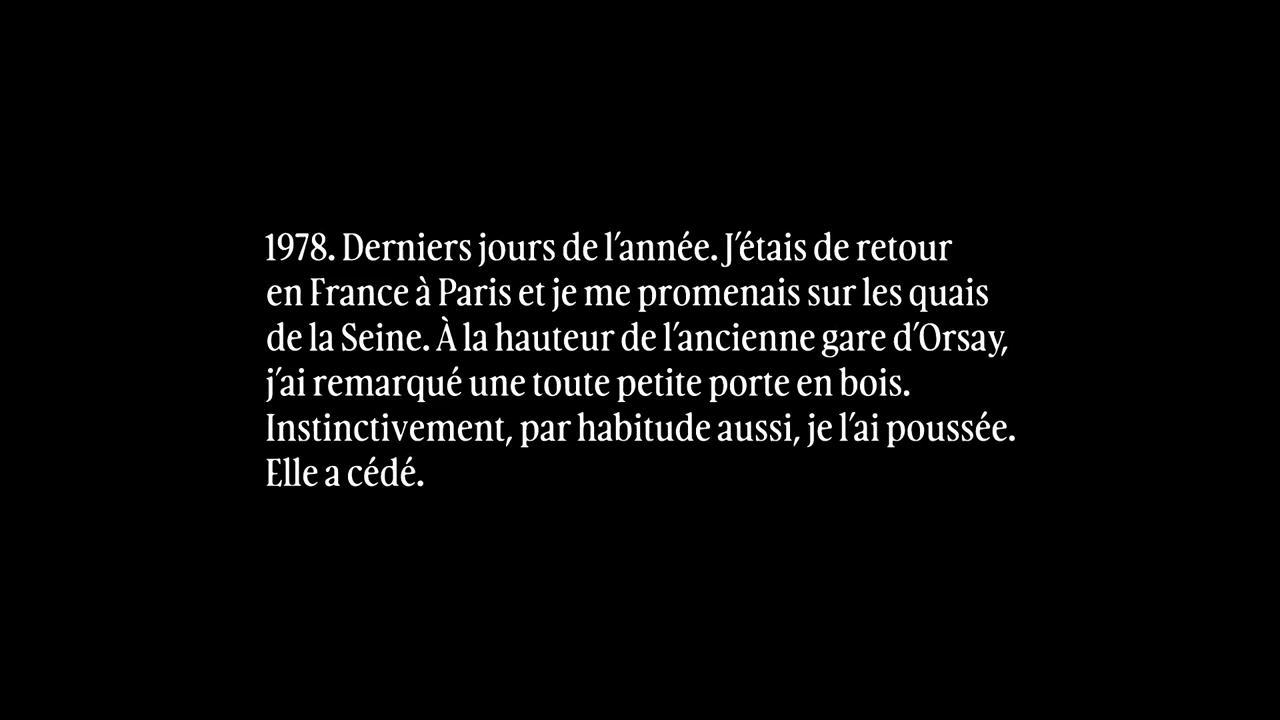 1978. Derniers jours de l’année. J’étais de retour
en France à Paris et je me promenais sur les quais
de la Seine. À la hauteur de l’ancienne gare d’Orsay,
j’ai remarqué une toute petite porte en bois.
Instinctivement, par habitude aussi, je l’ai poussée.
Elle a cédé.